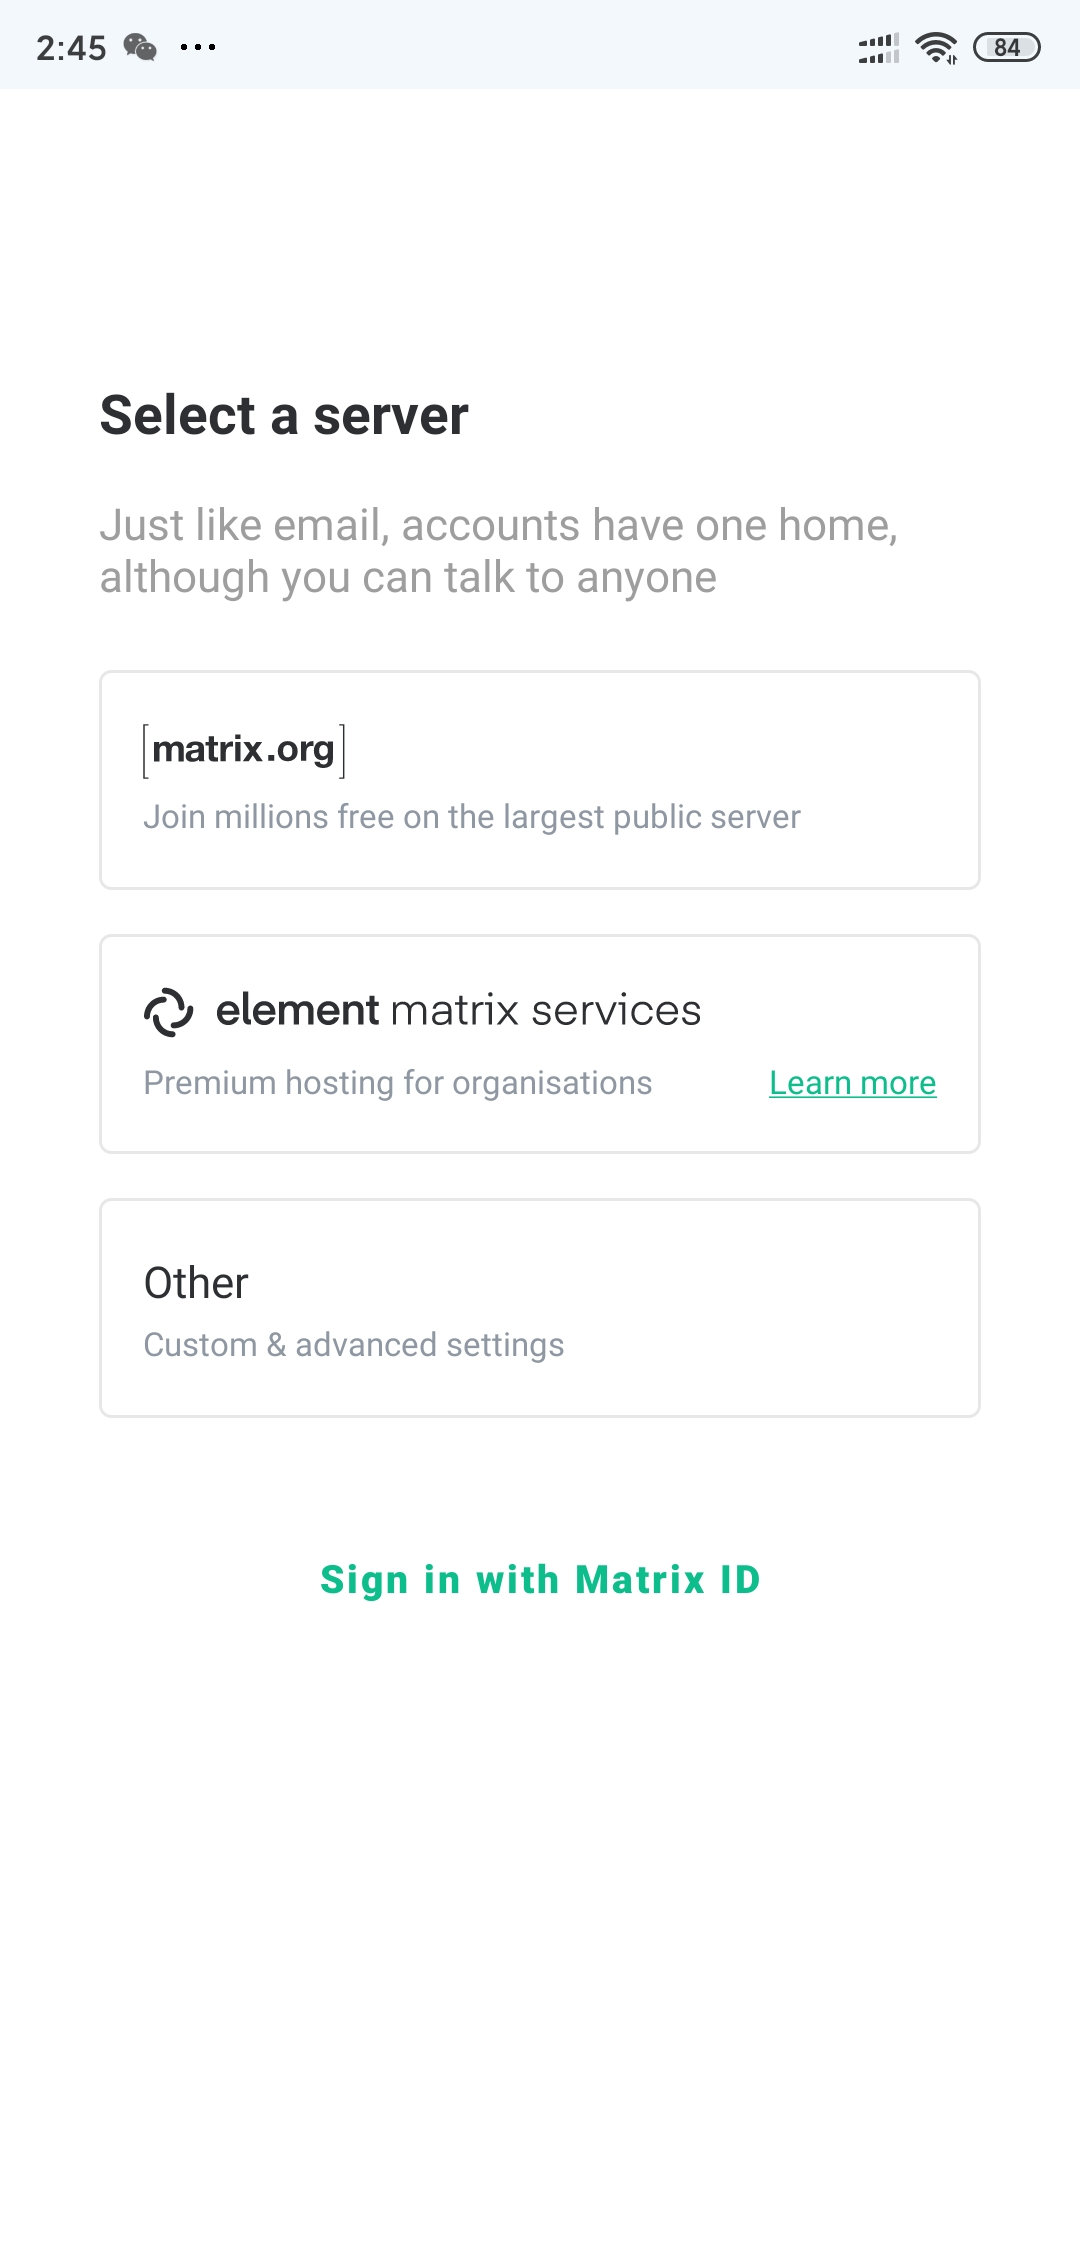 2:45
84
Select a server
Just like email, accounts have one home,
although you can talk to anyone
[matrix.org]
Join millions free on the largest public server
element matrix services
Premium hosting for organisations Learn more
Other
Custom & advanced settings
Sign in with Matrix ID